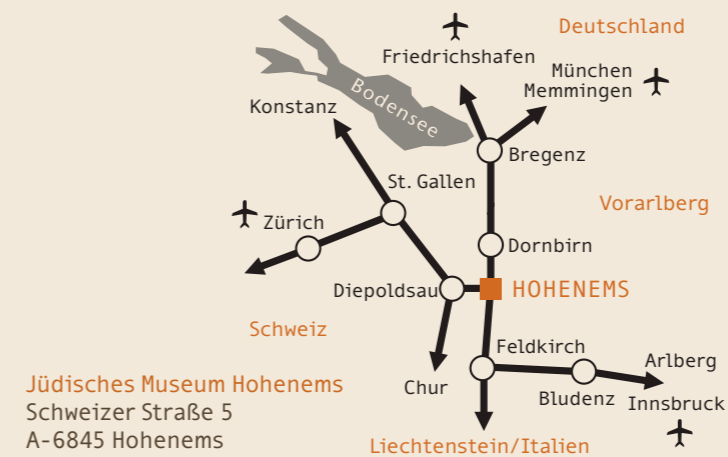 Deutschland
Friedrichshafen
München
Memmingen
Bodensee
Konstanz
Bregenz
St. Gallen
Vorarlberg
Zürich
Dornbirn
Diepoldsau
HOHENEMS
Schweiz
Feldkirch
Arlberg
Chur
Bludenz
Innsbruck
Liechtenstein/Italien
Jüdisches Museum Hohenems
Schweizer Straße 5
A-6845 Hohenems